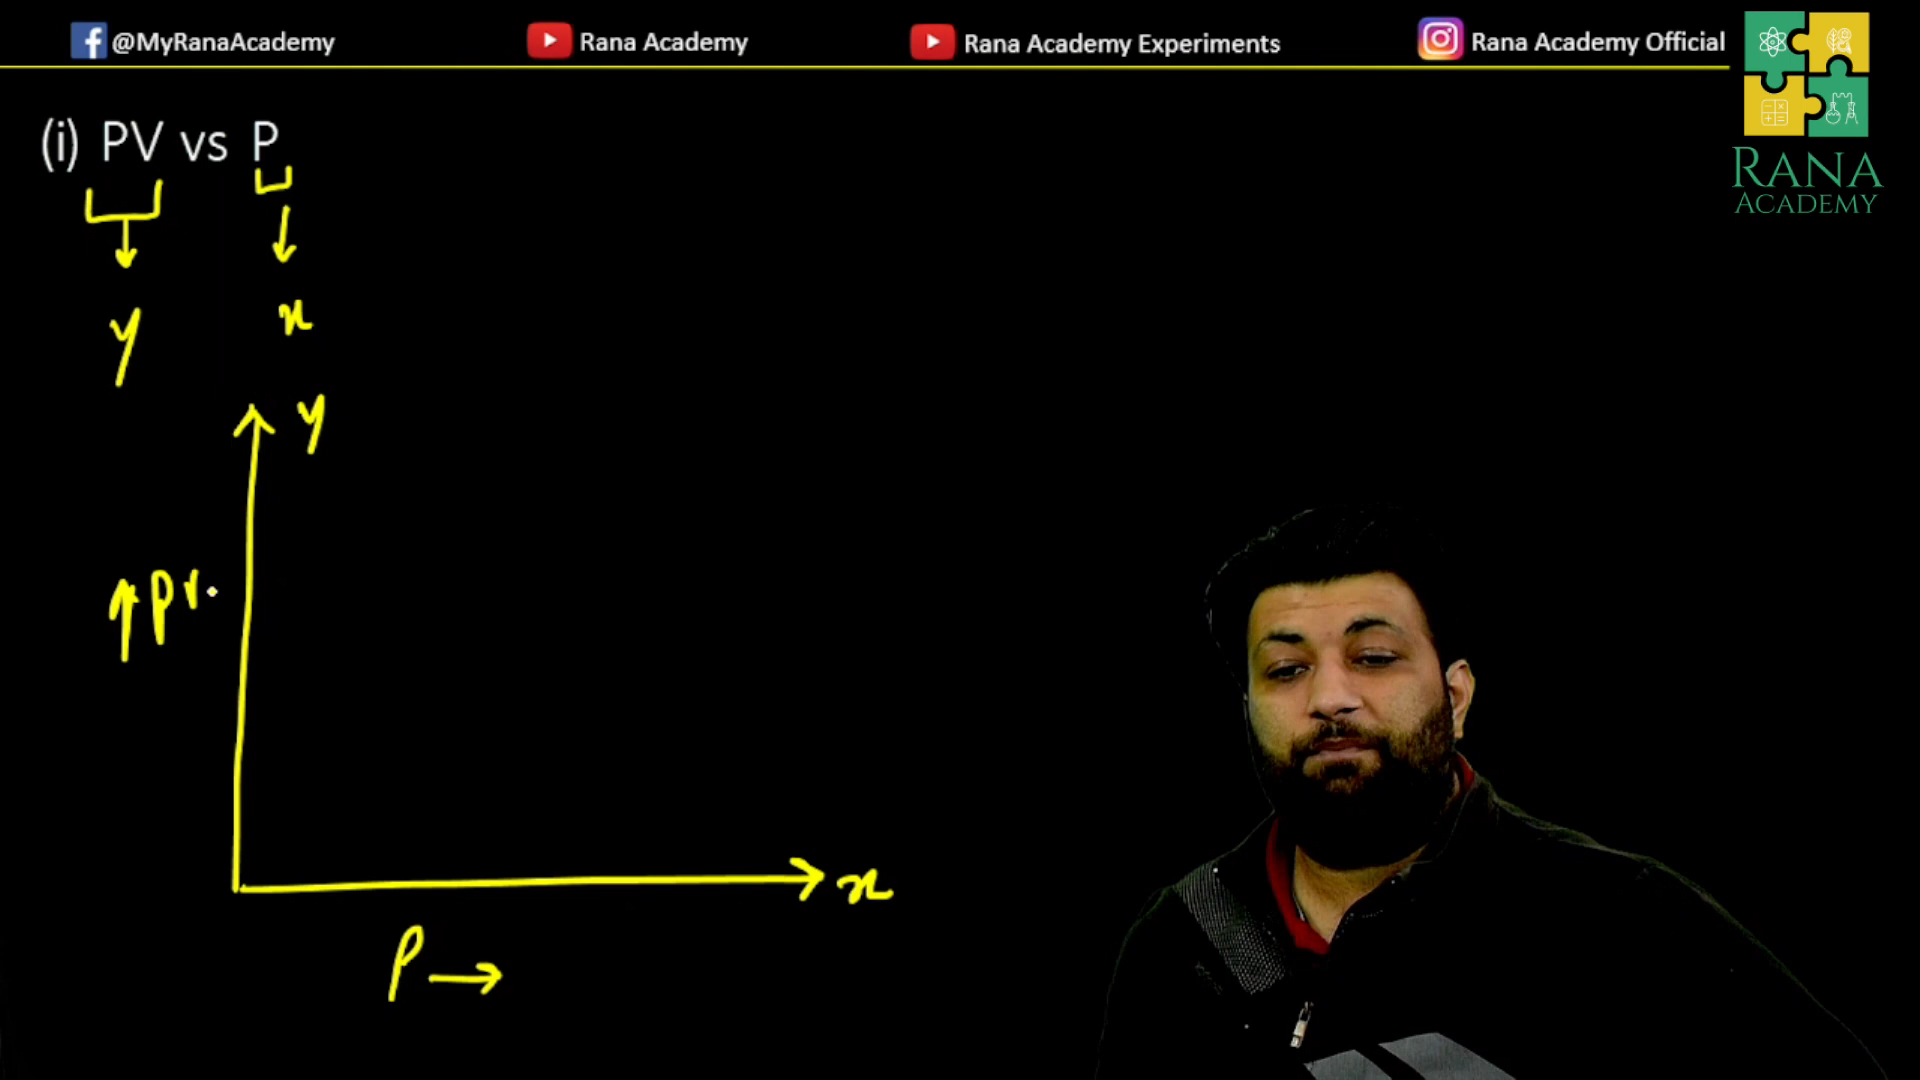 @MyRanaAcademy
Rana Academy
Rana Academy Experiments
Rana Academy Official
RANA
ACADEMY
(i) PV vs P
y
x
y
PV
x
P